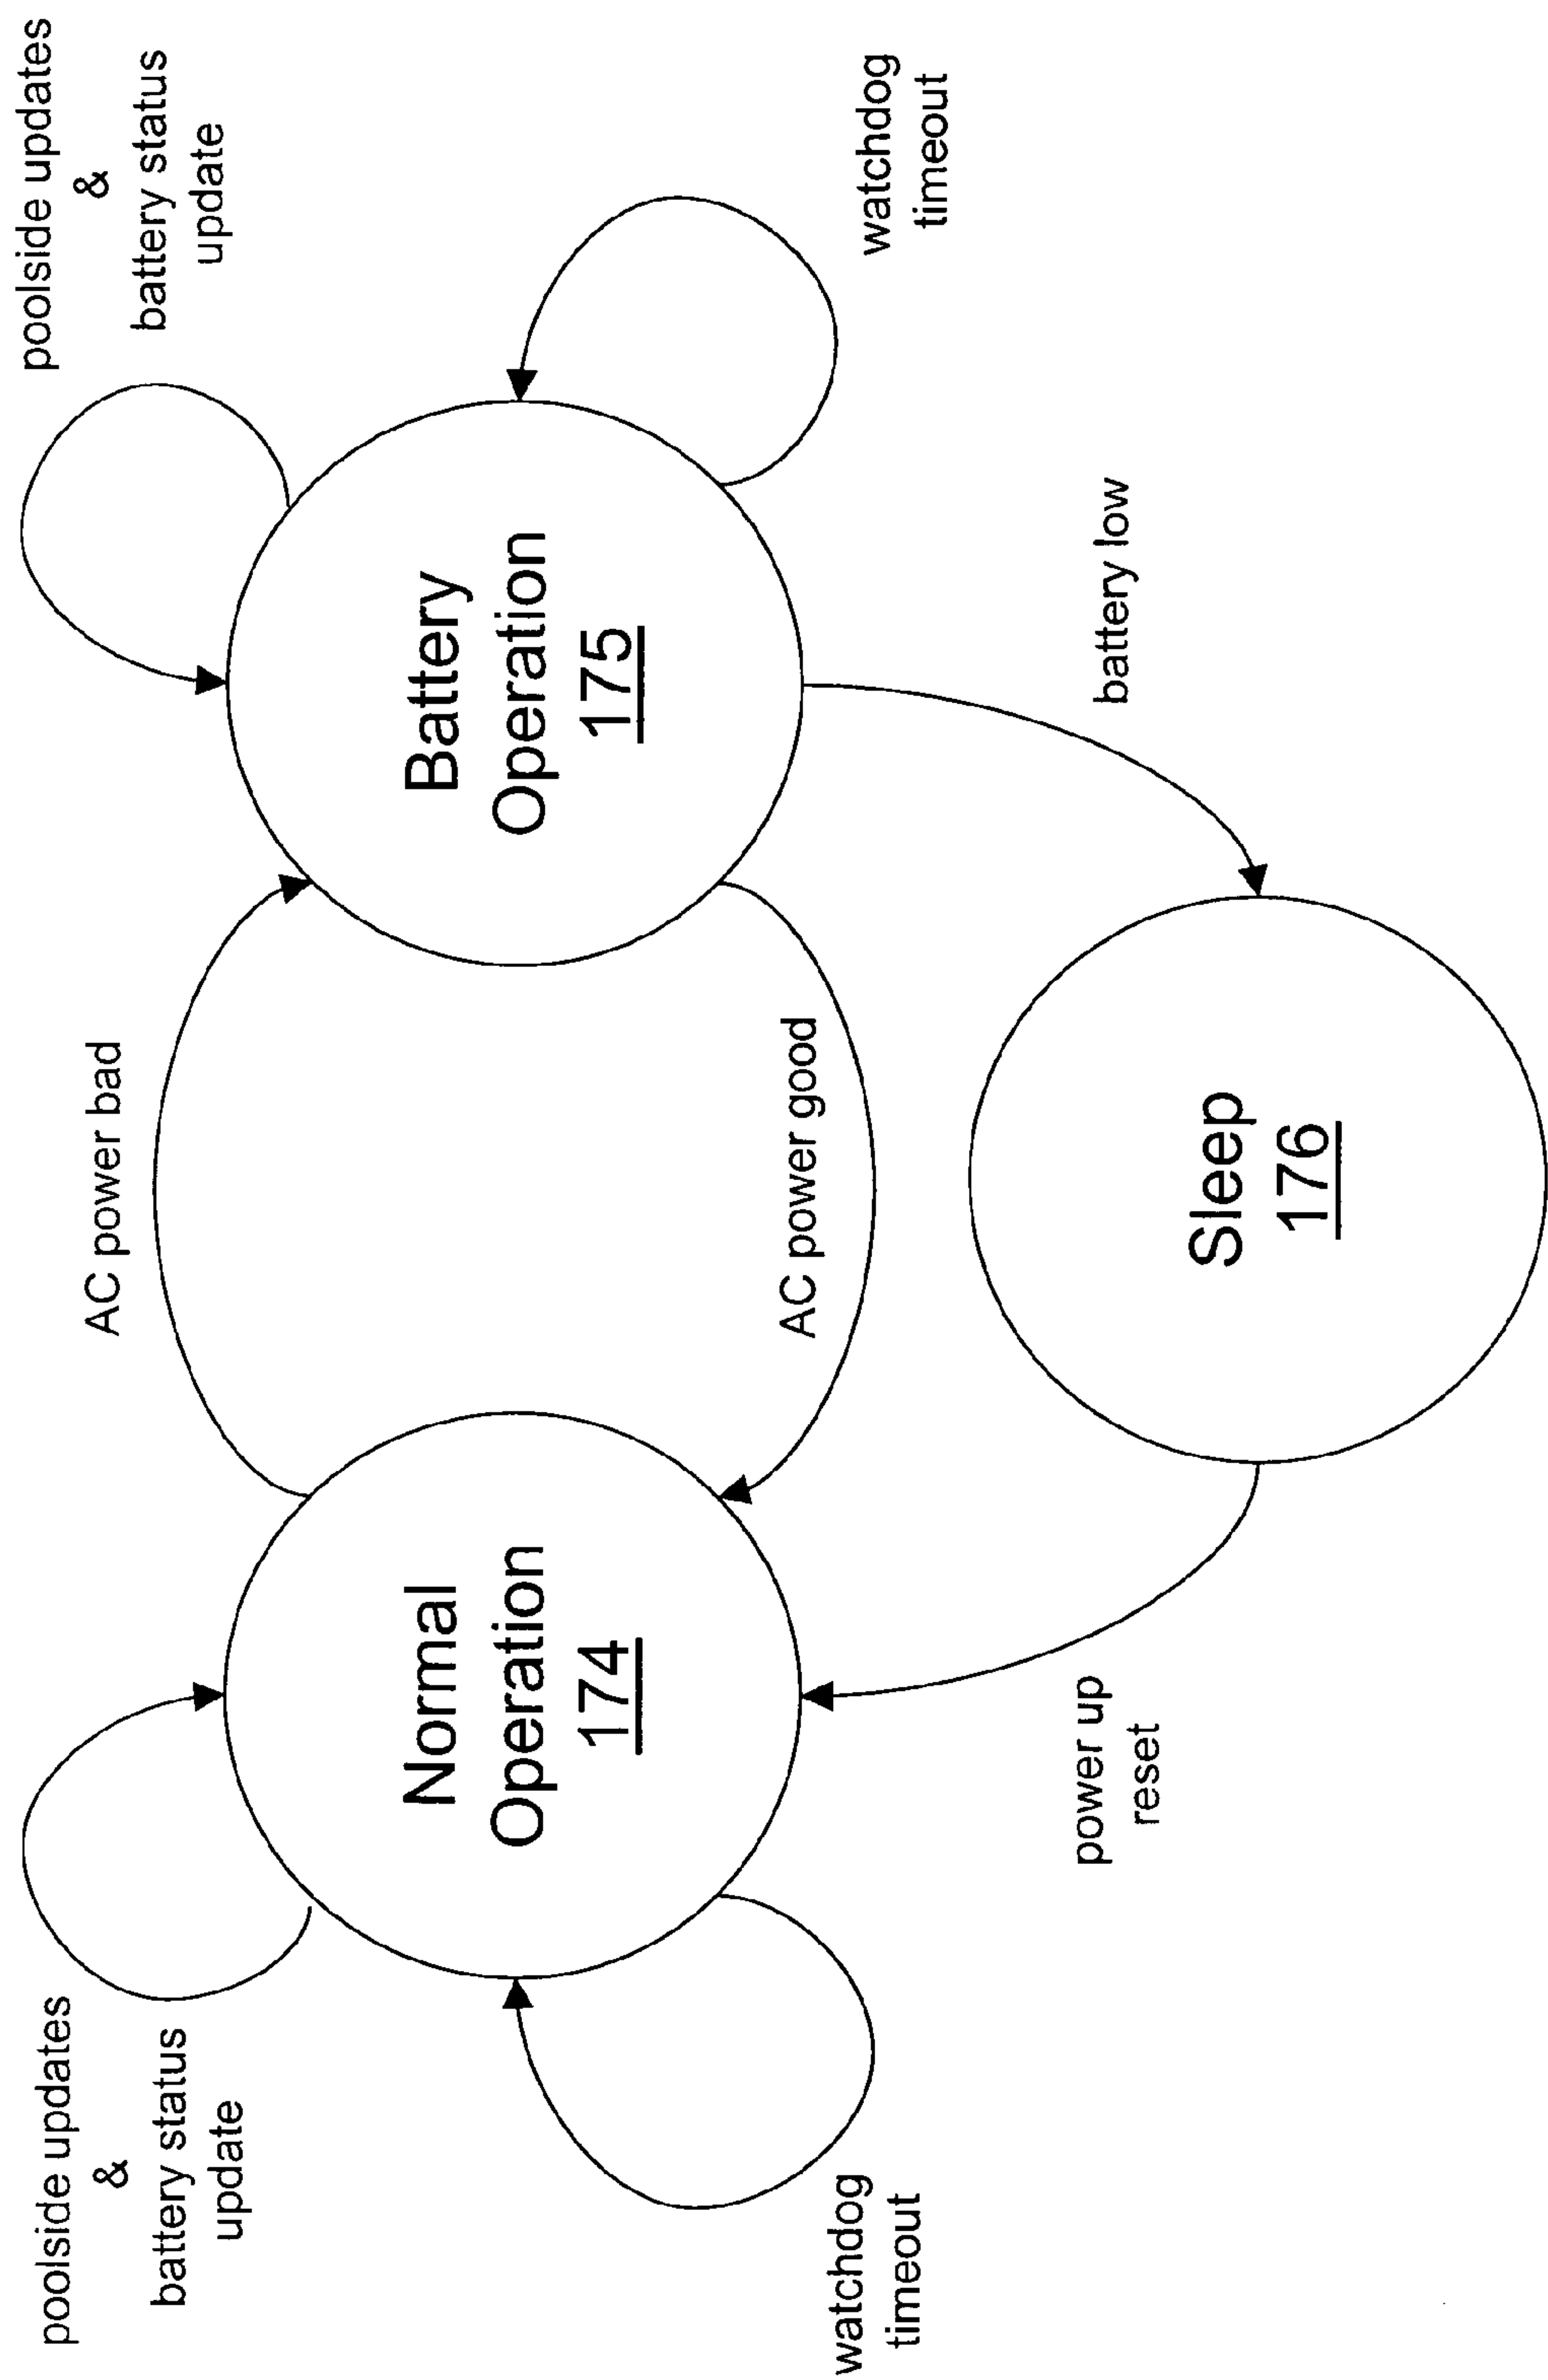 poolside updates
&
battery status
update
AC power bad
poolside updates
&
battery status
update
Normal
Operation
174
Battery
Operation
175
AC power good
watchdog
timeout
watchdog
timeout
power up
reset
Sleep
176
battery low